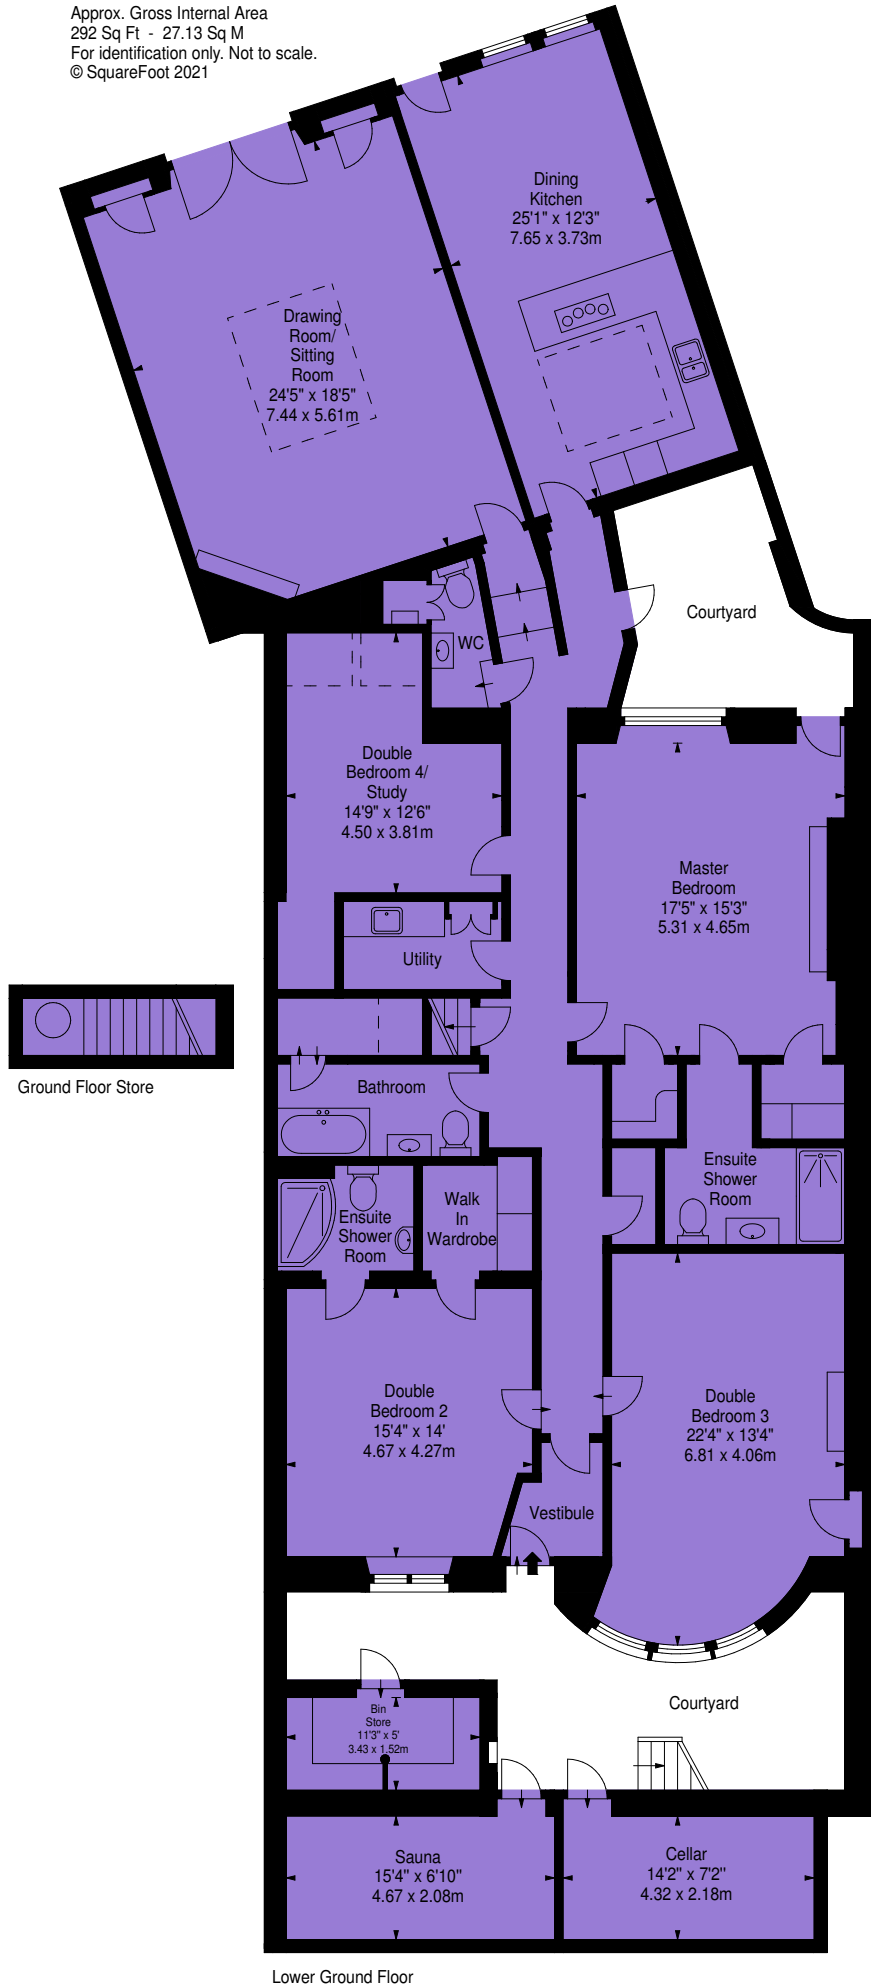 Approx. Gross Internal Area
292 Sq Ft - 27.13 Sq M
For identification only. Not to scale.
© SquareFoot 2021
Dining
Kitchen
25'1" x 12'3"
7.65 x 3.73m
Drawing
Room/
Sitting
Room
24'5" x 18'5"
7.44 x 5.61m
Courtyard
WC
Double
Bedroom 4/
Study
14'9" x 12'6"
4.50 x 3.81m
Master
Bedroom
17'5" x 15'3"
5.31 x 4.65m
Utility
Ground Floor Store
Bathroom
Ensuite
Shower
Room
Ensuite
Shower
Room
Walk
In
Wardrobe
Double
Bedroom 2
15'4" x 14'
4.67 x 4.27m
Double
Bedroom 3
22'4" x 13'4"
6.81 x 4.06m
Vestibule
Courtyard
Bin
Store
11'3" x 5'
3.43 x 1.52m
Sauna
15'4" x 6'10"
4.67 x 2.08m
Cellar
14'2" x 7'2"
4.32 x 2.18m
Lower Ground Floor